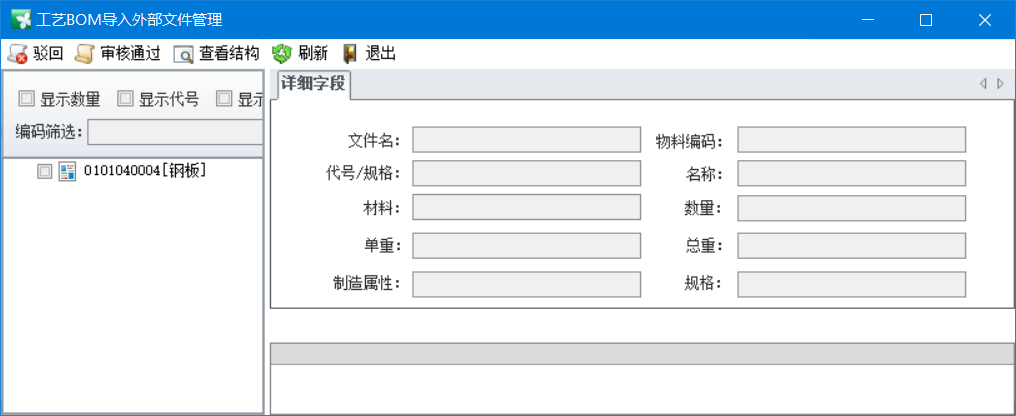 工艺BOM导入外部文件管理
驳回 审核通过 查看结构 刷新 退出
显示数量 显示代号 显示
编码筛选:
0101040004[钢板]
详细字段
文件名: 物料编码:
代号/规格: 名称:
材料: 数量:
单重: 总重:
制造属性: 规格: